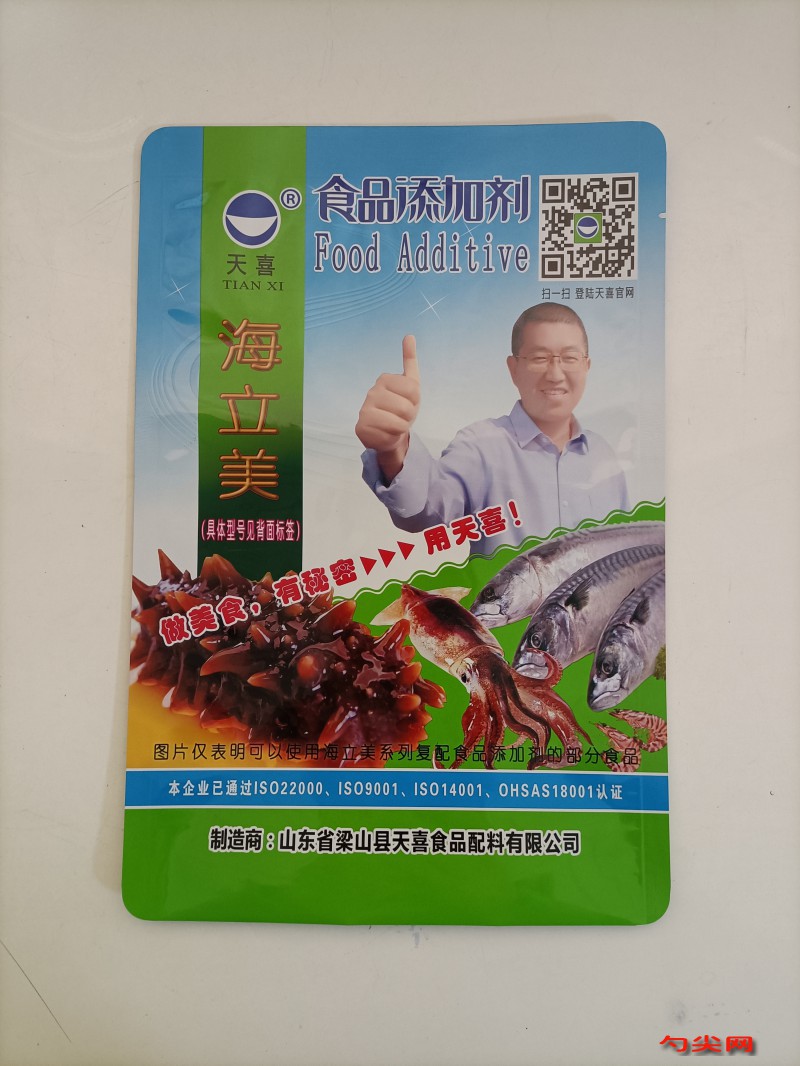 ®
天喜
TIAN XI
食品添加剂
Food Additive
扫一扫 登陆天喜官网
海立美
(具体型号见背面标签)
做美食,有秘密▶▶▶用天喜!
图片仅表明可以使用海立美系列复配食品添加剂的部分食品
本企业已通过ISO22000、ISO9001、ISO14001、OHSAS18001认证
制造商:山东省梁山县天喜食品配料有限公司
勺尖网